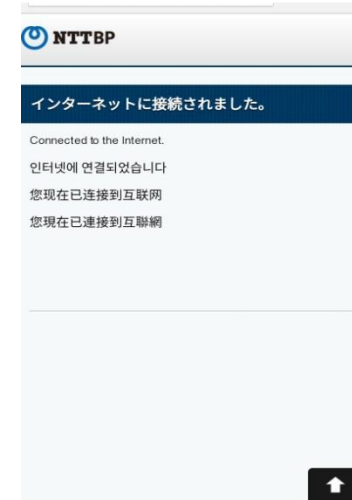 NTTBP
インターネットに接続されました。
Connected to the Internet.
인터넷에 연결되었습니다
您现在已连接到互联网
您現在已連接到互聯網